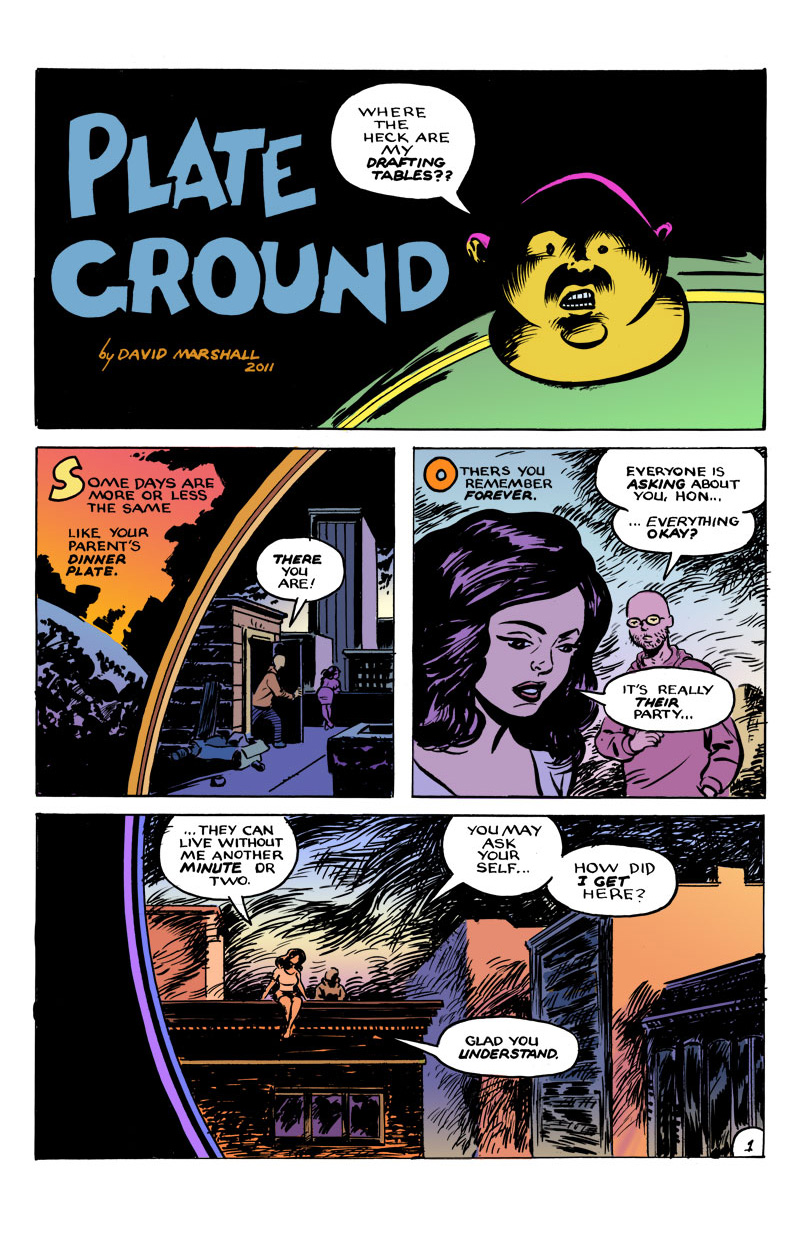 PLATE
GROUND
by DAVID MARSHALL
2011
WHERE
THE
HECK ARE
MY
DRAFTING
TABLES??
SOME DAYS ARE
MORE OR LESS
THE SAME
LIKE YOUR
PARENT'S
DINNER
PLATE.
THERE
YOU
ARE!
OTHERS YOU
REMEMBER
FOREVER.
EVERYONE IS
ASKING ABOUT
YOU, HON...
... EVERYTHING
OKAY?
IT'S REALLY
THEIR
PARTY...
...THEY CAN
LIVE WITHOUT
ME ANOTHER
MINUTE OR
TWO.
YOU MAY
ASK
YOUR
SELF...
HOW DID
I GET
HERE?
GLAD YOU
UNDERSTAND.
1